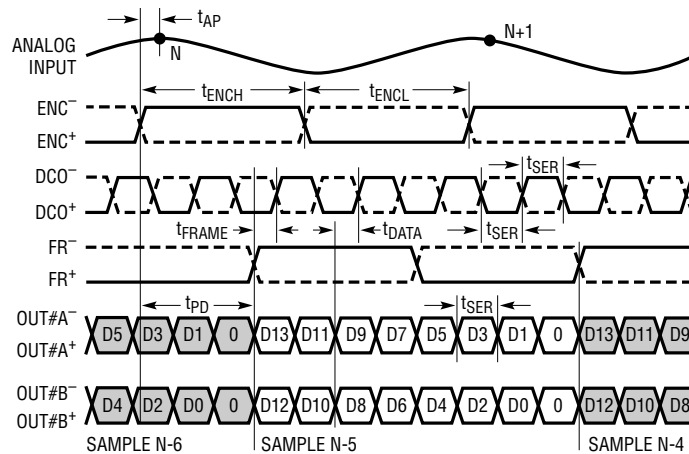 tAP
ANALOG INPUT
N
N+1
tENCH
tENCL
ENC–
ENC+
tSER
DCO–
DCO+
tFRAME
tDATA
tSER
FR–
FR+
tPD
tSER
OUT#A–
OUT#A+
D5 D3 D1 0 D13 D11 D9 D7 D5 D3 D1 0 D13 D11 D9
OUT#B–
OUT#B+
D4 D2 D0 0 D12 D10 D8 D6 D4 D2 D0 0 D12 D10 D8
SAMPLE N-6 SAMPLE N-5 SAMPLE N-4